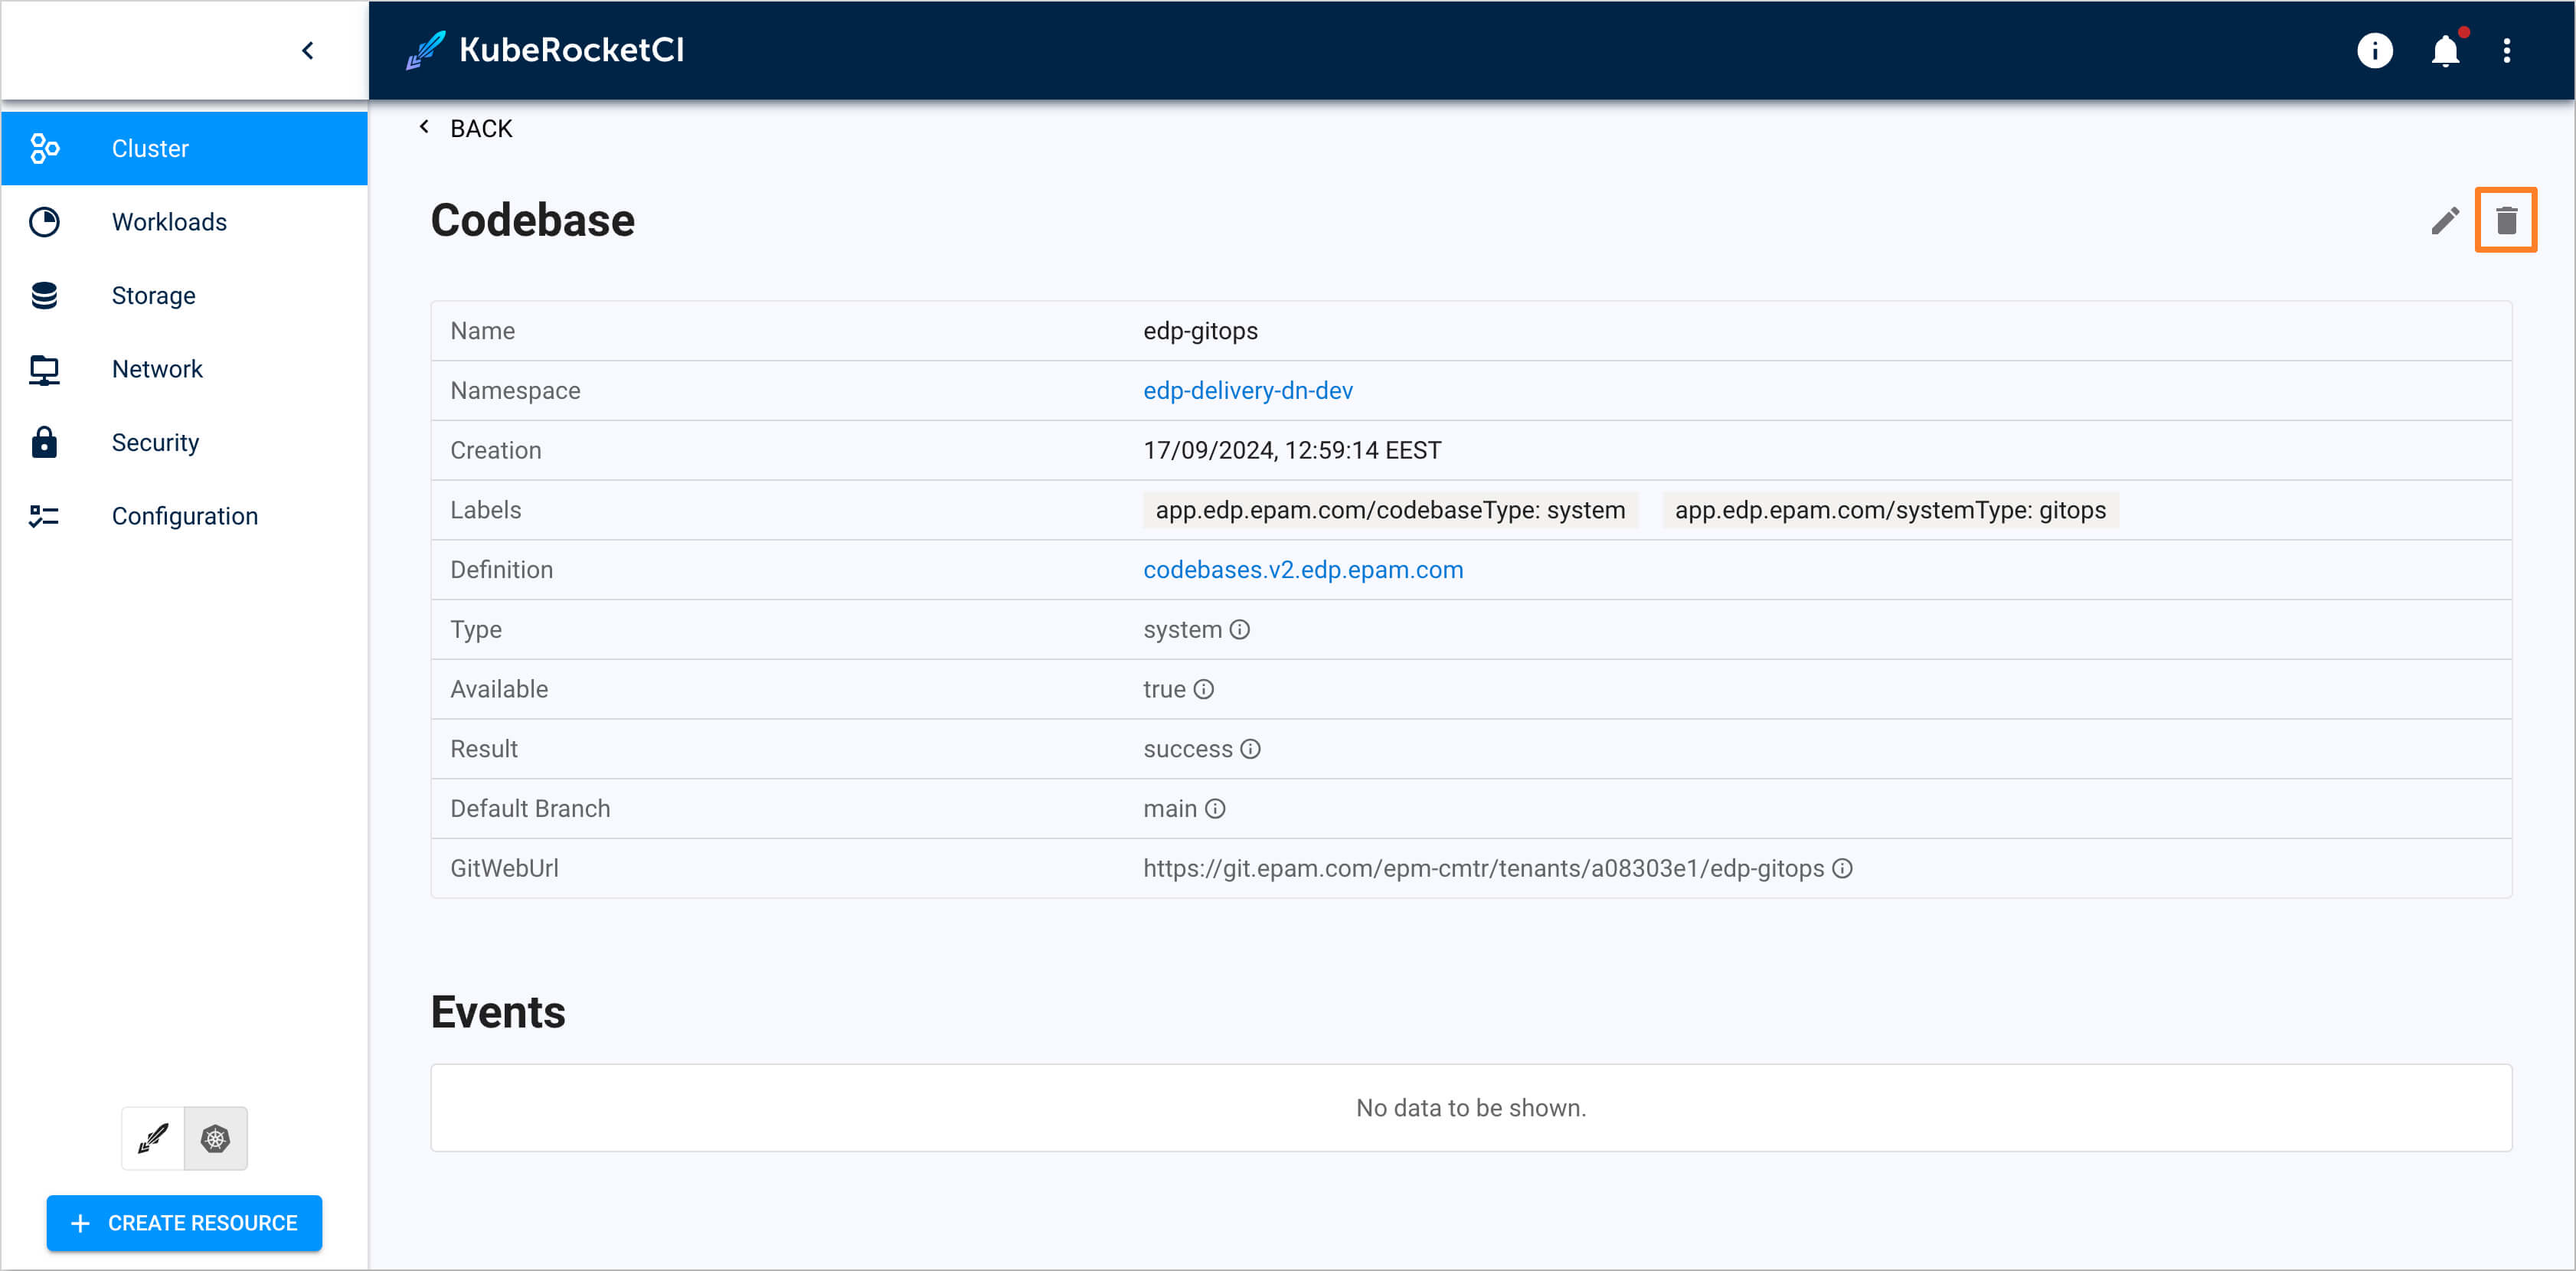 KubeRocketCI
BACK
Cluster
Workloads
Storage
Network
Security
Configuration
CREATE RESOURCE
Codebase
Name edp-gitops
Namespace edp-delivery-dn-dev
Creation 17/09/2024, 12:59:14 EEST
Labels app.edp.epam.com/codebaseType: system app.edp.epam.com/systemType: gitops
Definition codebases.v2.edp.epam.com
Type system
Available true
Result success
Default Branch main
GitWebUrl https://git.epam.com/epm-cmtr/tenants/a08303e1/edp-gitops
Events
No data to be shown.